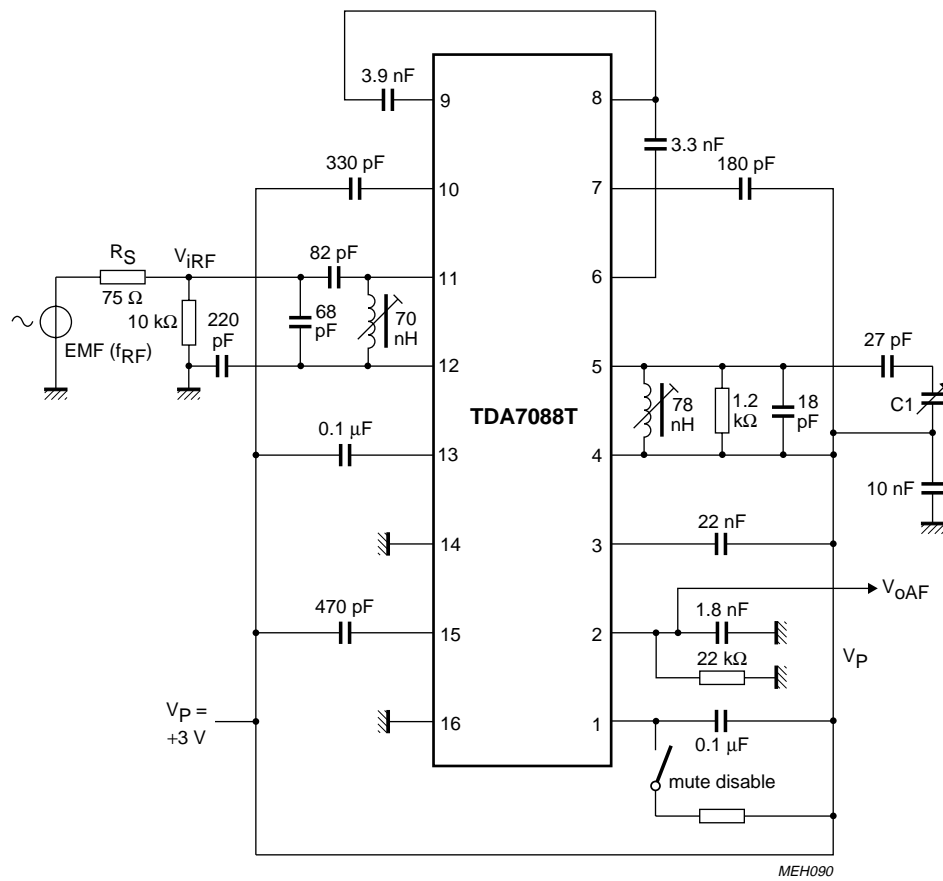 3.9 nF
9
8
3.3 nF
330 pF
180 pF
10
7
RS
ViRF
82 pF
11
6
75 Ω
10 kΩ
220 pF
68 pF
70 nH
EMF (fRF)
12
5
27 pF
TDA7088T
78 nH
1.2 kΩ
18 pF
C1
0.1 μF
13
4
10 nF
22 nF
14
3
VoAF
470 pF
1.8 nF
15
2
22 kΩ
VP
VP =
+3 V
16
1
0.1 μF
mute disable
MEH090